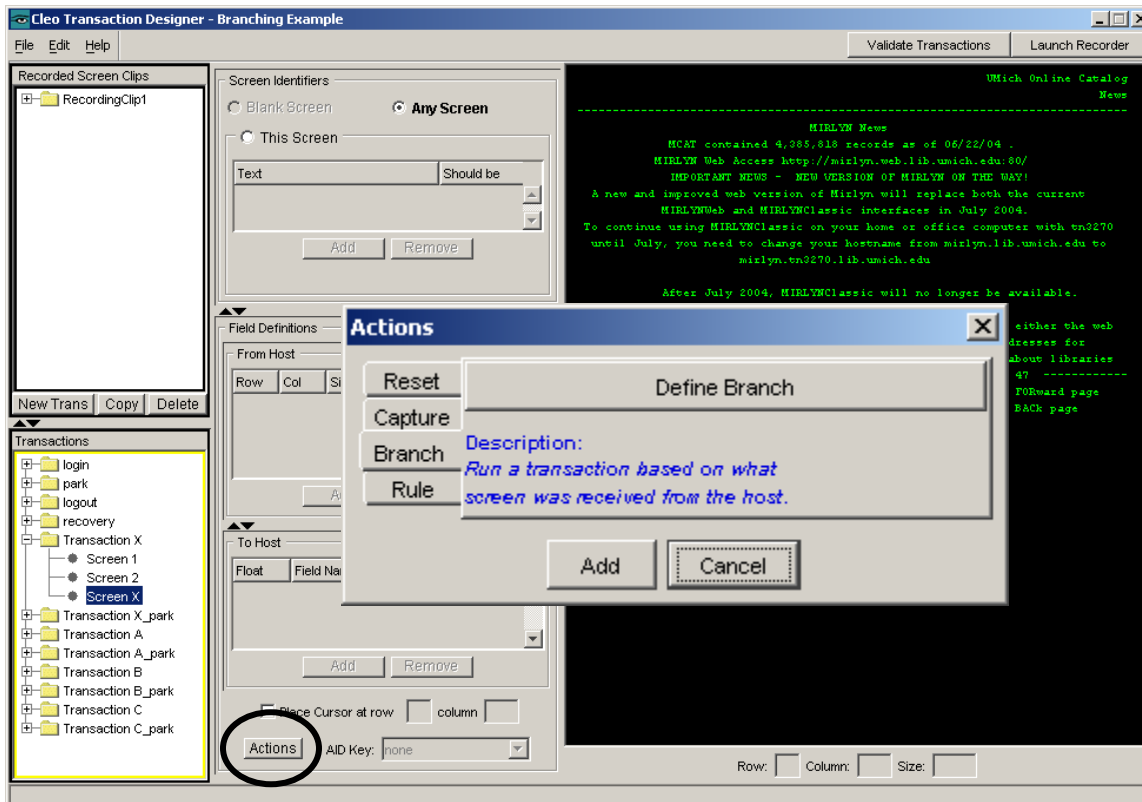 Cleo Transaction Designer - Branching Example
File Edit Help
Validate Transactions
Launch Recorder
Recorded Screen Clips
RecordingClip1
New Trans
Copy
Delete
Transactions
login
park
logout
recovery
Transaction X
Screen 1
Screen 2
Screen X
Transaction X_park
Transaction A
Transaction A_park
Transaction B
Transaction B_park
Transaction C
Transaction C_park
Screen Identifiers
Blank Screen
Any Screen
This Screen
Text
Should be
Add
Remove
Field Definitions
From Host
Row
Col
To Host
Float
Add
Remove
Place Cursor at row
column
Actions
AID Key:
none
UMich Online Catalog
News
MIRLYN News
MCAT contained 4,385,818 records as of 06/22/04 .
MIRLYN Web Access http://mirlyn.web.lib.umich.edu:80/
IMPORTANT NEWS - NEW VERSION OF MIRLYN ON THE WAY!
A new and improved web version of Mirlyn will replace both the current
MIRLYNWeb and MIRLYNClassic interfaces in July 2004.
To continue using MIRLYNClassic on your home or office computer with tn3270
until July, you need to change your hostname from mirlyn.lib.umich.edu to
mirlyn.tn3270.lib.umich.edu
After July 2004, MIRLYNClassic will no longer be available.
either the web
dresses for
about libraries
47 ------------
FORward page
BACk page
Row:
Column:
Size:
Actions
Reset
Capture
Branch
Rule
Define Branch
Description:
Run a transaction based on what
screen was received from the host.
Add
Cancel